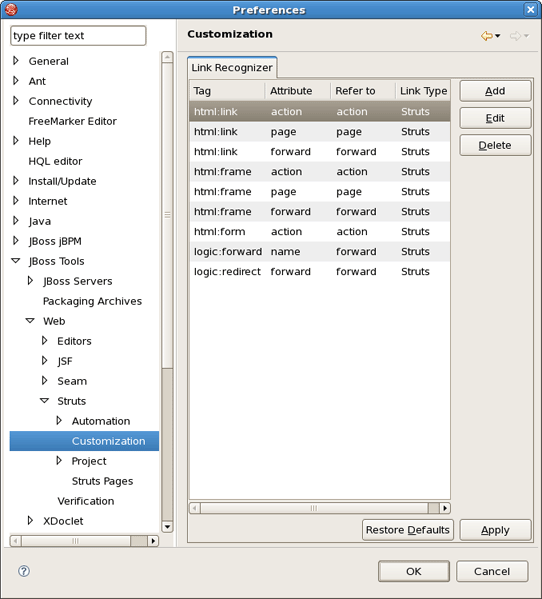 Preferences
type filter text
General
Ant
Connectivity
FreeMarker Editor
Help
HQL editor
Install/Update
Internet
Java
JBoss jBPM
JBoss Tools
JBoss Servers
Packaging Archives
Web
Editors
JSF
Seam
Struts
Automation
Customization
Project
Struts Pages
Verification
XDoclet
Customization
Link Recognizer
Tag Attribute Refer to Link Type
html:link action action Struts
html:link page page Struts
html:link forward forward Struts
html:frame action action Struts
html:frame page page Struts
html:frame forward forward Struts
html:form action action Struts
logic:forward name forward Struts
logic:redirect forward forward Struts
Add
Edit
Delete
Restore Defaults Apply
? OK Cancel